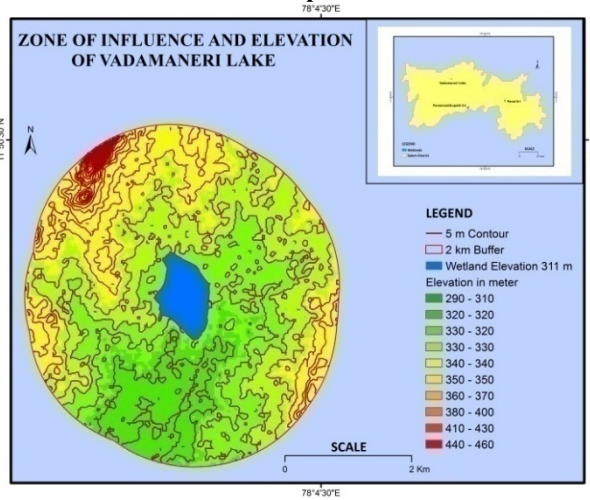 78°4'30"E
ZONE OF INFLUENCE AND ELEVATION
OF VADAMANERI LAKE
N
LEGEND
5 m Contour
2 km Buffer
Wetland Elevation 311 m
Elevation in meter
290 - 310
320 - 320
330 - 320
330 - 330
340 - 340
350 - 350
360 - 370
380 - 400
410 - 430
440 - 460
SCALE
0 2 Km
78°4'30"E